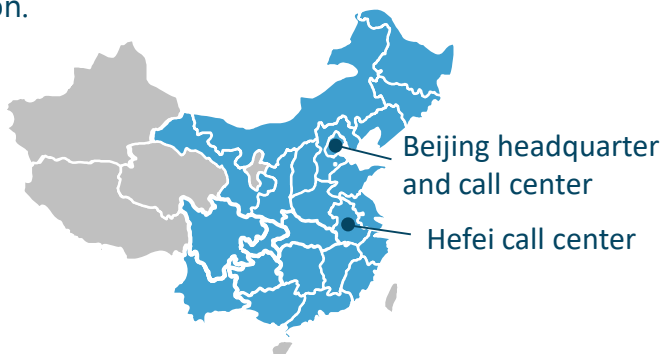 on.
Beijing headquarter
and call center
Hefei call center